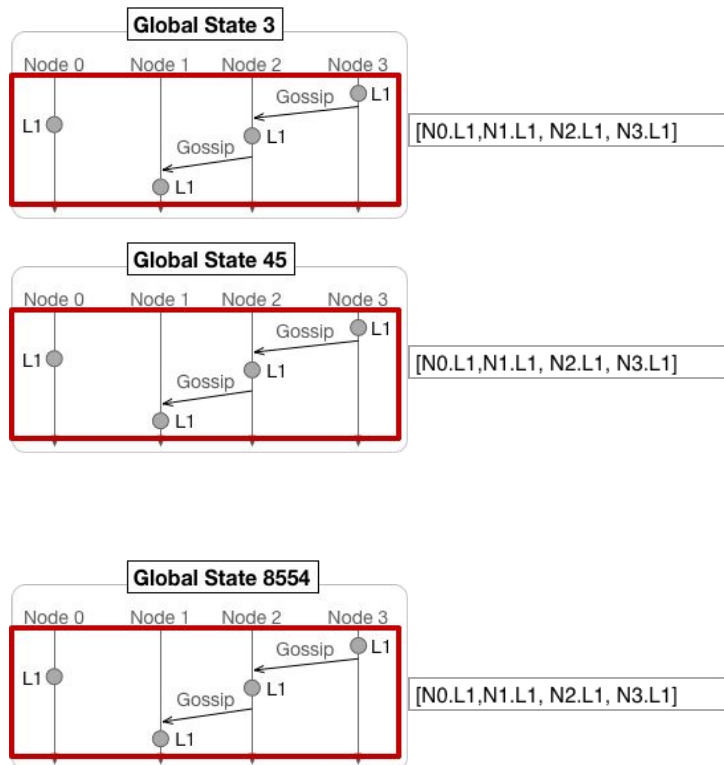 Global State 3
Node 0 Node 1 Node 2 Node 3
L1
Gossip
L1
[N0.L1,N1.L1, N2.L1, N3.L1]
L1
Gossip
L1
Global State 45
Node 0 Node 1 Node 2 Node 3
L1
Gossip
L1
[N0.L1,N1.L1, N2.L1, N3.L1]
L1
Gossip
L1
Global State 8554
Node 0 Node 1 Node 2 Node 3
L1
Gossip
L1
L1
[N0.L1,N1.L1, N2.L1, N3.L1]
Gossip
L1